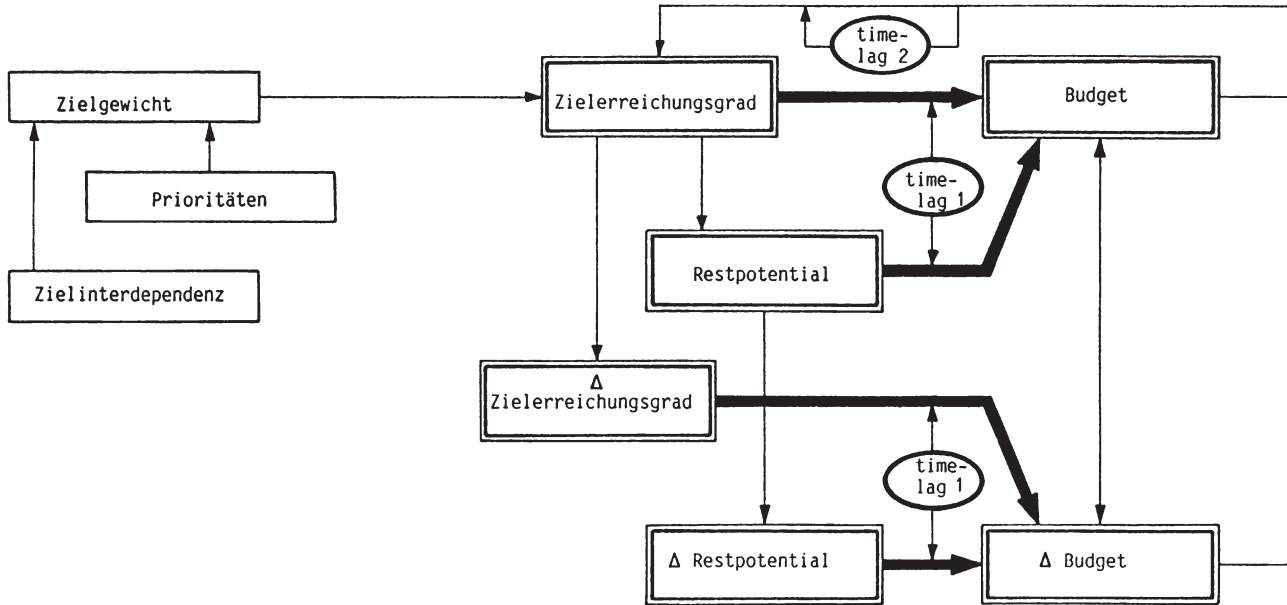 time-
lag 2
Zielgewicht
Zielerreichungsgrad
Budget
Prioritäten
time-
lag 1
Zielinterdependenz
Restpotential
Δ
Zielerreichungsgrad
time-
lag 1
Δ Restpotential
Δ Budget